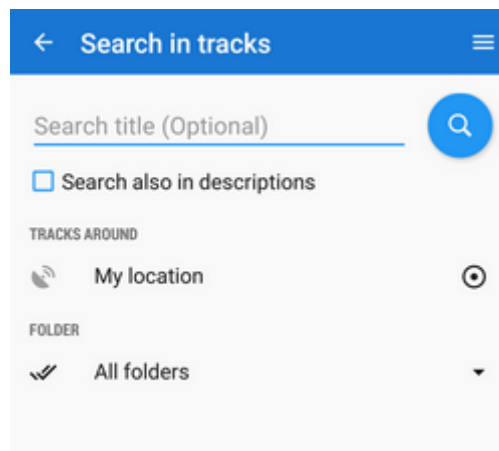 Search in tracks
Search title (Optional)
Search also in descriptions
TRACKS AROUND
My location
FOLDER
All folders